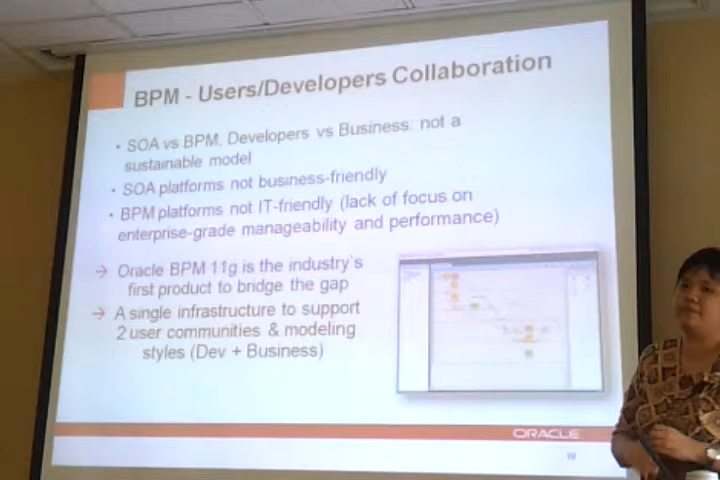 BPM - Users/Developers Collaboration
• SOA vs BPM, Developers vs Business: not a
sustainable model
• SOA platforms not business-friendly
• BPM platforms not IT-friendly (lack of focus on
enterprise-grade manageability and performance)
→ Oracle BPM 11g is the industry's
first product to bridge the gap
→ A single infrastructure to support
2 user communities & modeling
styles (Dev + Business)
ORACLE